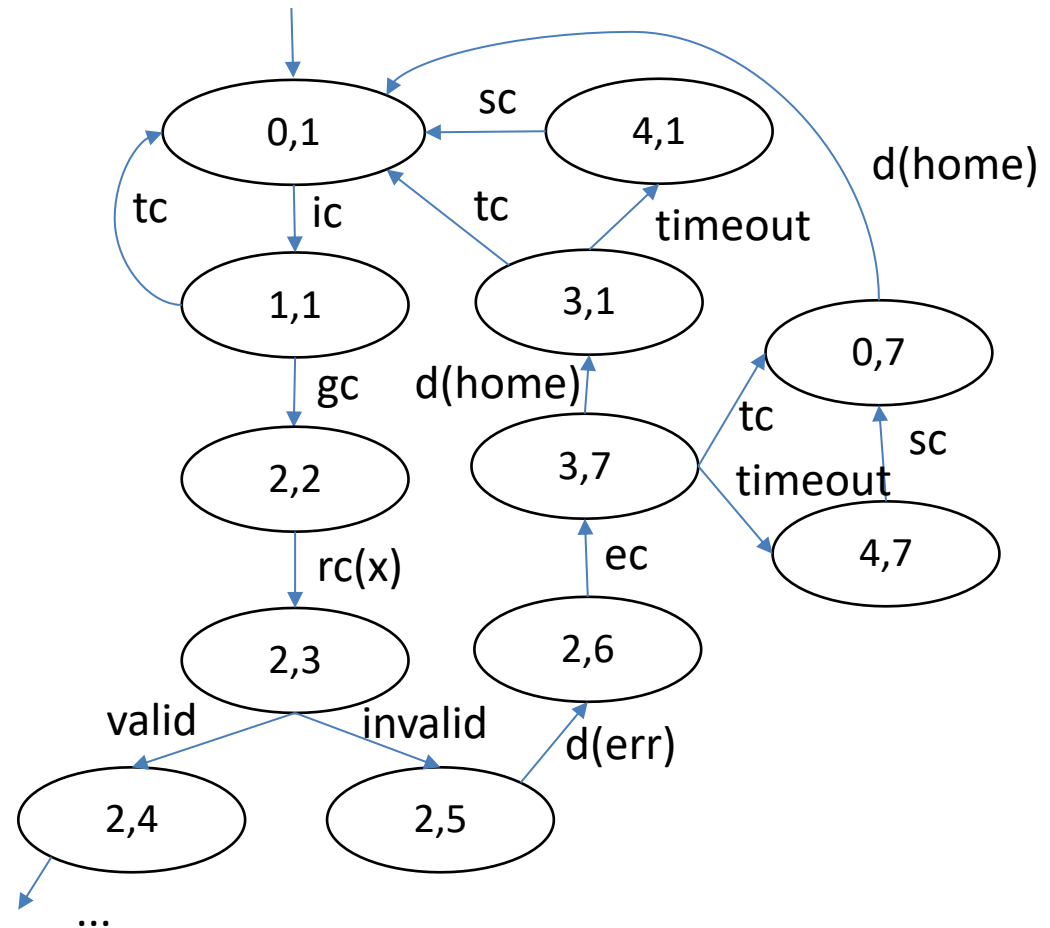 0,1
sc
4,1
d(home)
tc
ic
tc
timeout
1,1
3,1
0,7
gc
d(home)
tc
sc
2,2
3,7
timeout
4,7
rc(x)
ec
2,3
2,6
valid
invalid
d(err)
2,4
2,5
...